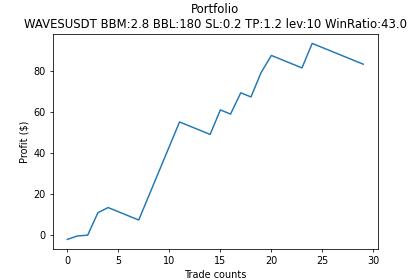 Portfolio
WAVESUSDT BBM:2.8 BBL:180 SL:0.2 TP:1.2 lev:10 WinRatio:43.0
Profit ($)
80
60
40
20
0
0 5 10 15 20 25 30
Trade counts